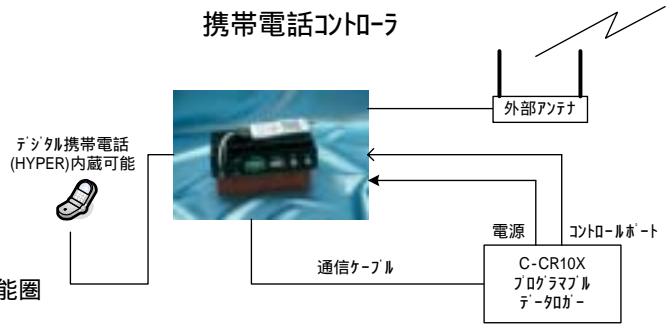 携帯電話ｺﾝﾄﾛｰﾗ
外部ｱﾝﾃﾅ
ﾃﾞｼﾞﾀﾙ携帯電話
(HYPER)内蔵可能
電源
ｺﾝﾄﾛｰﾙﾎﾟｰﾄ
通信ｹｰﾌﾞﾙ
C-CR10X
ﾌﾟﾛｸﾞﾗﾏﾌﾞﾙ
ﾃﾞｰﾀﾛｶﾞｰ
能圏